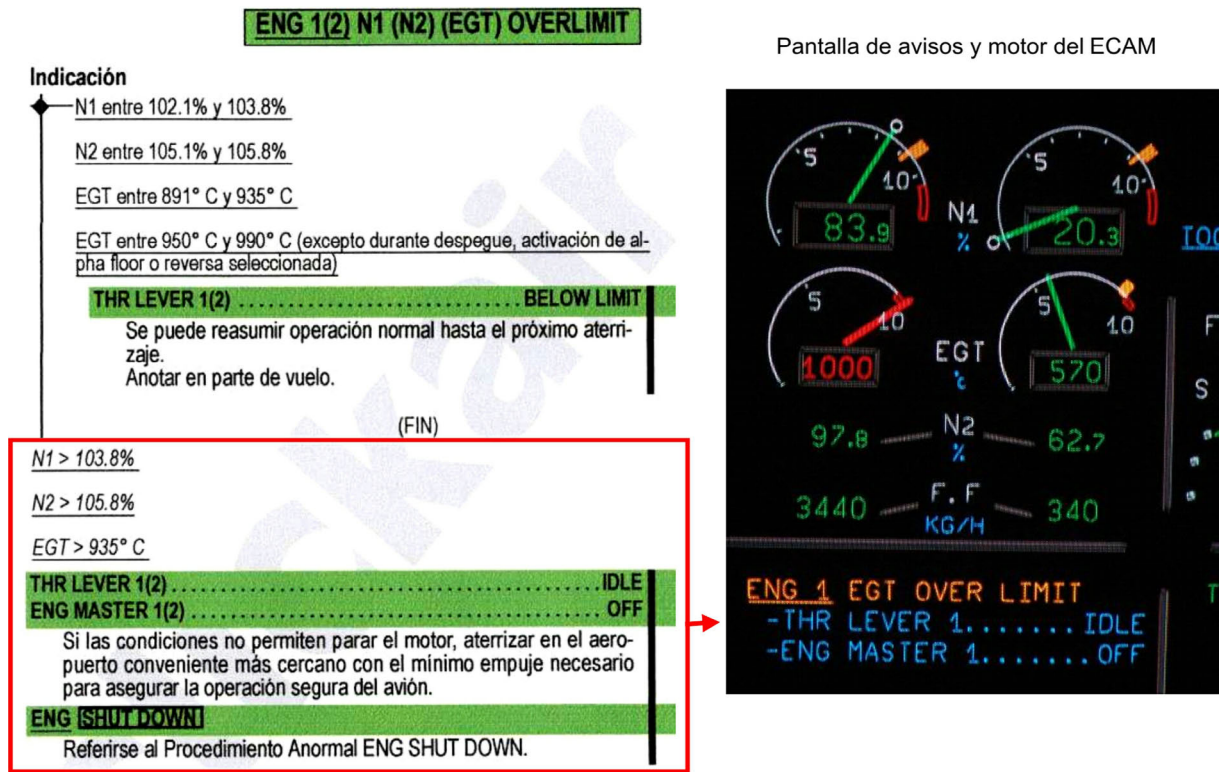 ENG 1(2) N1 (N2) (EGT) OVERLIMIT
Indicación
N1 entre 102.1% y 103.8%
N2 entre 105.1% y 105.8%
EGT entre 891° C y 935° C
EGT entre 950° C y 990° C (excepto durante despegue, activación de al-
pha floor o reversa seleccionada)
THR LEVER 1(2) ............................. BELOW LIMIT
Se puede reasumir operación normal hasta el próximo aterri-
zaje.
Anotar en parte de vuelo.
(FIN)
N1 > 103.8%
N2 > 105.8%
EGT > 935° C
THR LEVER 1(2) ............................................. IDLE
ENG MASTER 1(2) ........................................... OFF
Si las condiciones no permiten parar el motor, aterrizar en el aero-
puerto conveniente más cercano con el mínimo empuje necesario
para asegurar la operación segura del avión.
ENG SHUT DOWN
Referirse al Procedimiento Anormal ENG SHUT DOWN.
Pantalla de avisos y motor del ECAM
5 10 5 10
83.9 N1 % 20.3
5 10 5 10
1000 EGT °C 570
97.8 N2 % 62.7
3440 F.F KG/H 340
F
S
ENG 1 EGT OVER LIMIT
-THR LEVER 1.......IDLE
-ENG MASTER 1.......OFF